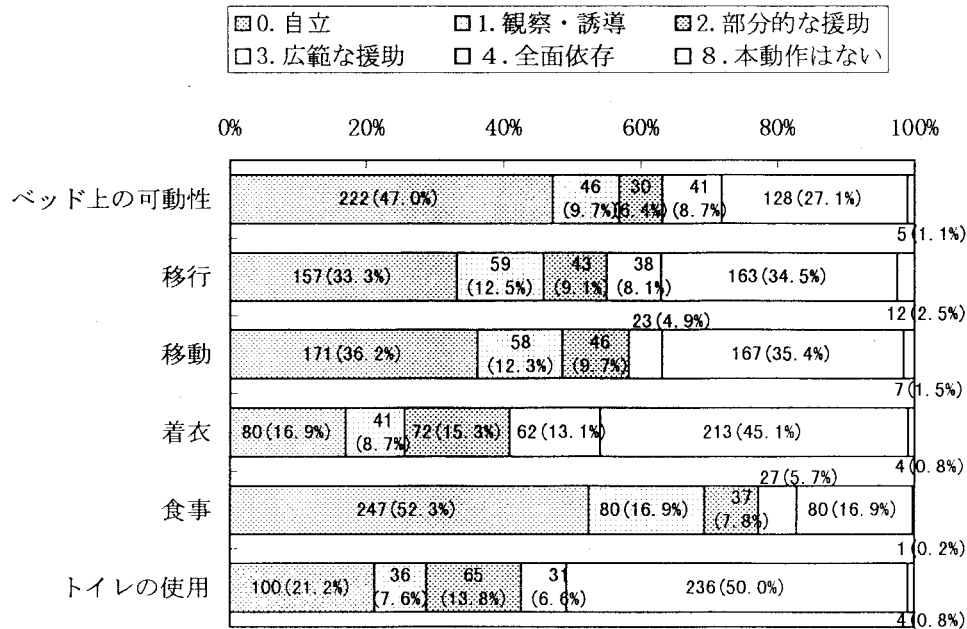 0. 自立 1. 観察・誘導 2. 部分的な援助
3. 広範な援助 4. 全面依存 8. 本動作はない
0% 20% 40% 60% 80% 100%
ベッド上の可動性 222(47.0%) 46 (9.7%) 30 (6.4%) 41 (8.7%) 128(27.1%)
5(1.1%)
移行 157(33.3%) 59 (12.5%) 43 (9.1%) 38 (8.1%) 163(34.5%)
12(2.5%)
23(4.9%)
移動 171(36.2%) 58 (12.3%) 46 (9.7%) 167(35.4%)
7(1.5%)
着衣 80(16.9%) 41 (8.7%) 72(15.3%) 62(13.1%) 213(45.1%)
4(0.8%)
27(5.7%)
食事 247(52.3%) 80(16.9%) 37 (7.8%) 80(16.9%)
1(0.2%)
トイレの使用 100(21.2%) 36 (7.6%) 65 (13.8%) 31 (6.6%) 236(50.0%)
4(0.8%)